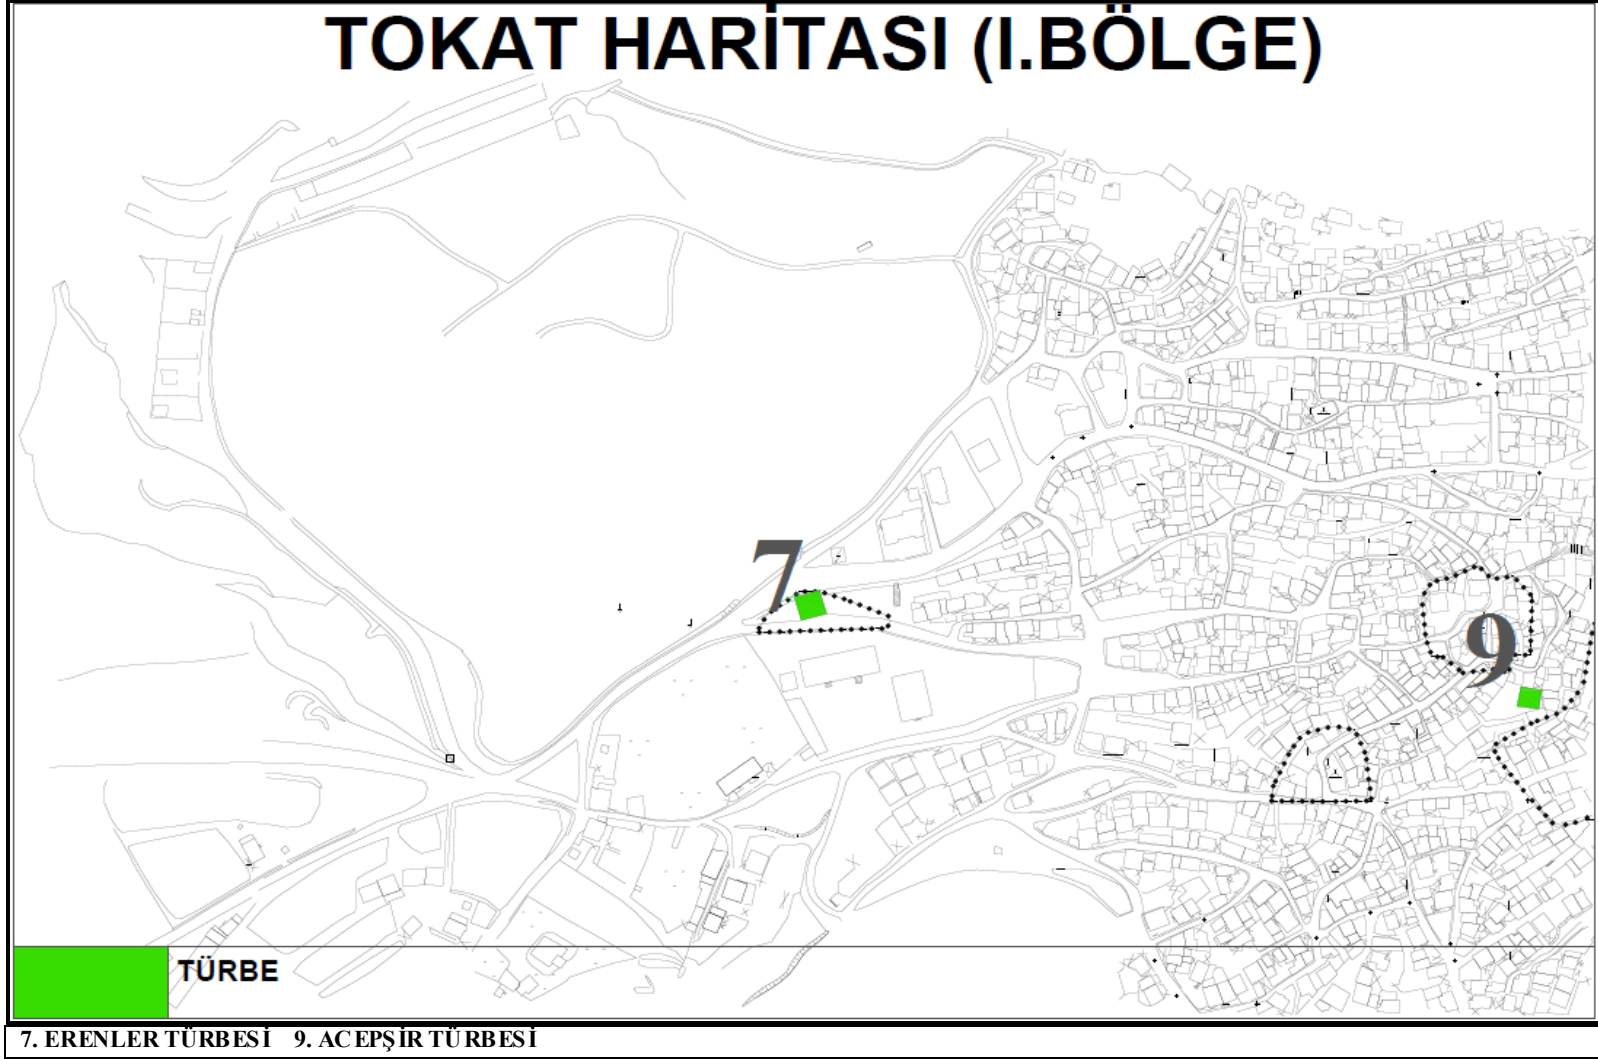 TOKAT HARİTASI (I.BÖLGE)
7
9
TÜRBE
7. ERENLER TÜRBESİ 9. ACEPŞİR TÜRBESİ